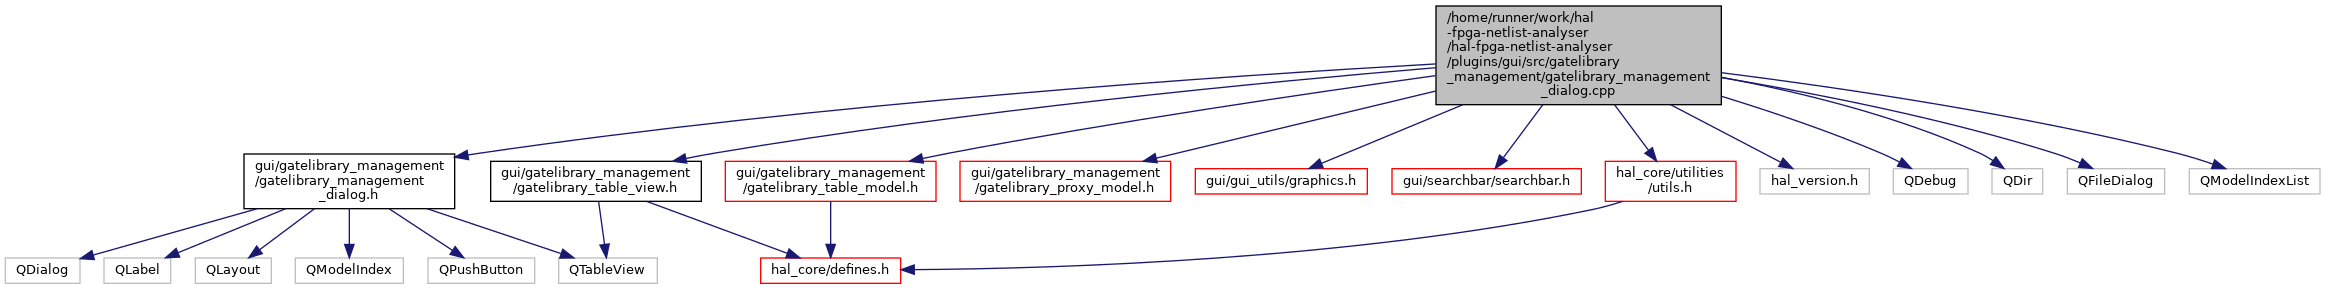 /home/runner/work/hal
-fpga-netlist-analyser
/hal-fpga-netlist-analyser
/plugins/gui/src/gatelibrary
_management/gatelibrary_management
_dialog.cpp
gui/gatelibrary_management
/gatelibrary_management
_dialog.h
gui/gatelibrary_management
/gatelibrary_table_view.h
gui/gatelibrary_management
/gatelibrary_table_model.h
gui/gatelibrary_management
/gatelibrary_proxy_model.h
gui/gui_utils/graphics.h
gui/searchbar/searchbar.h
hal_core/utilities
/utils.h
hal_version.h
QDebug
QDir
QFileDialog
QModelIndexList
QDialog
QLabel
QLayout
QModelIndex
QPushButton
QTableView
hal_core/defines.h